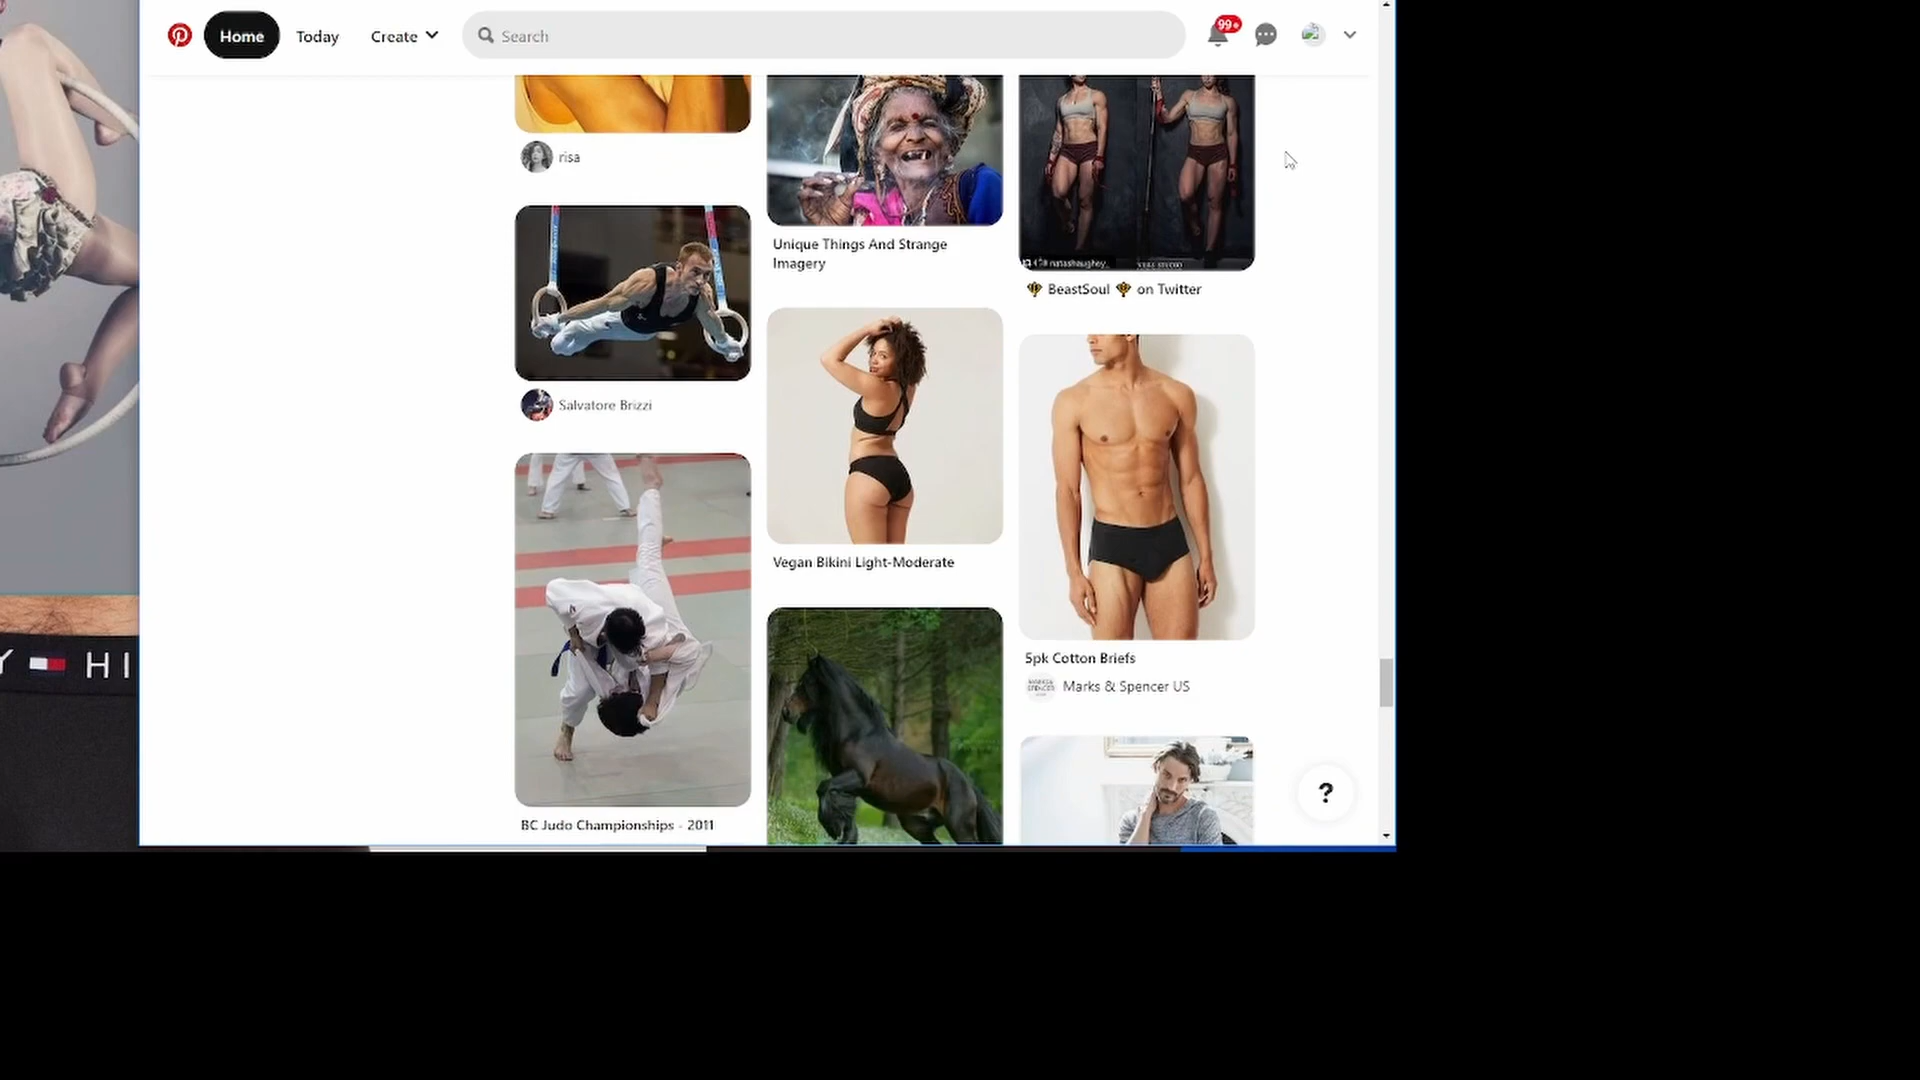 Home
Today
Create
Search
99+
risa
Unique Things And Strange
Imagery
BeastSoul on Twitter
Salvatore Brizzi
Vegan Bikini Light-Moderate
5pk Cotton Briefs
Marks & Spencer US
Y HI
BC Judo Championships - 2011
?